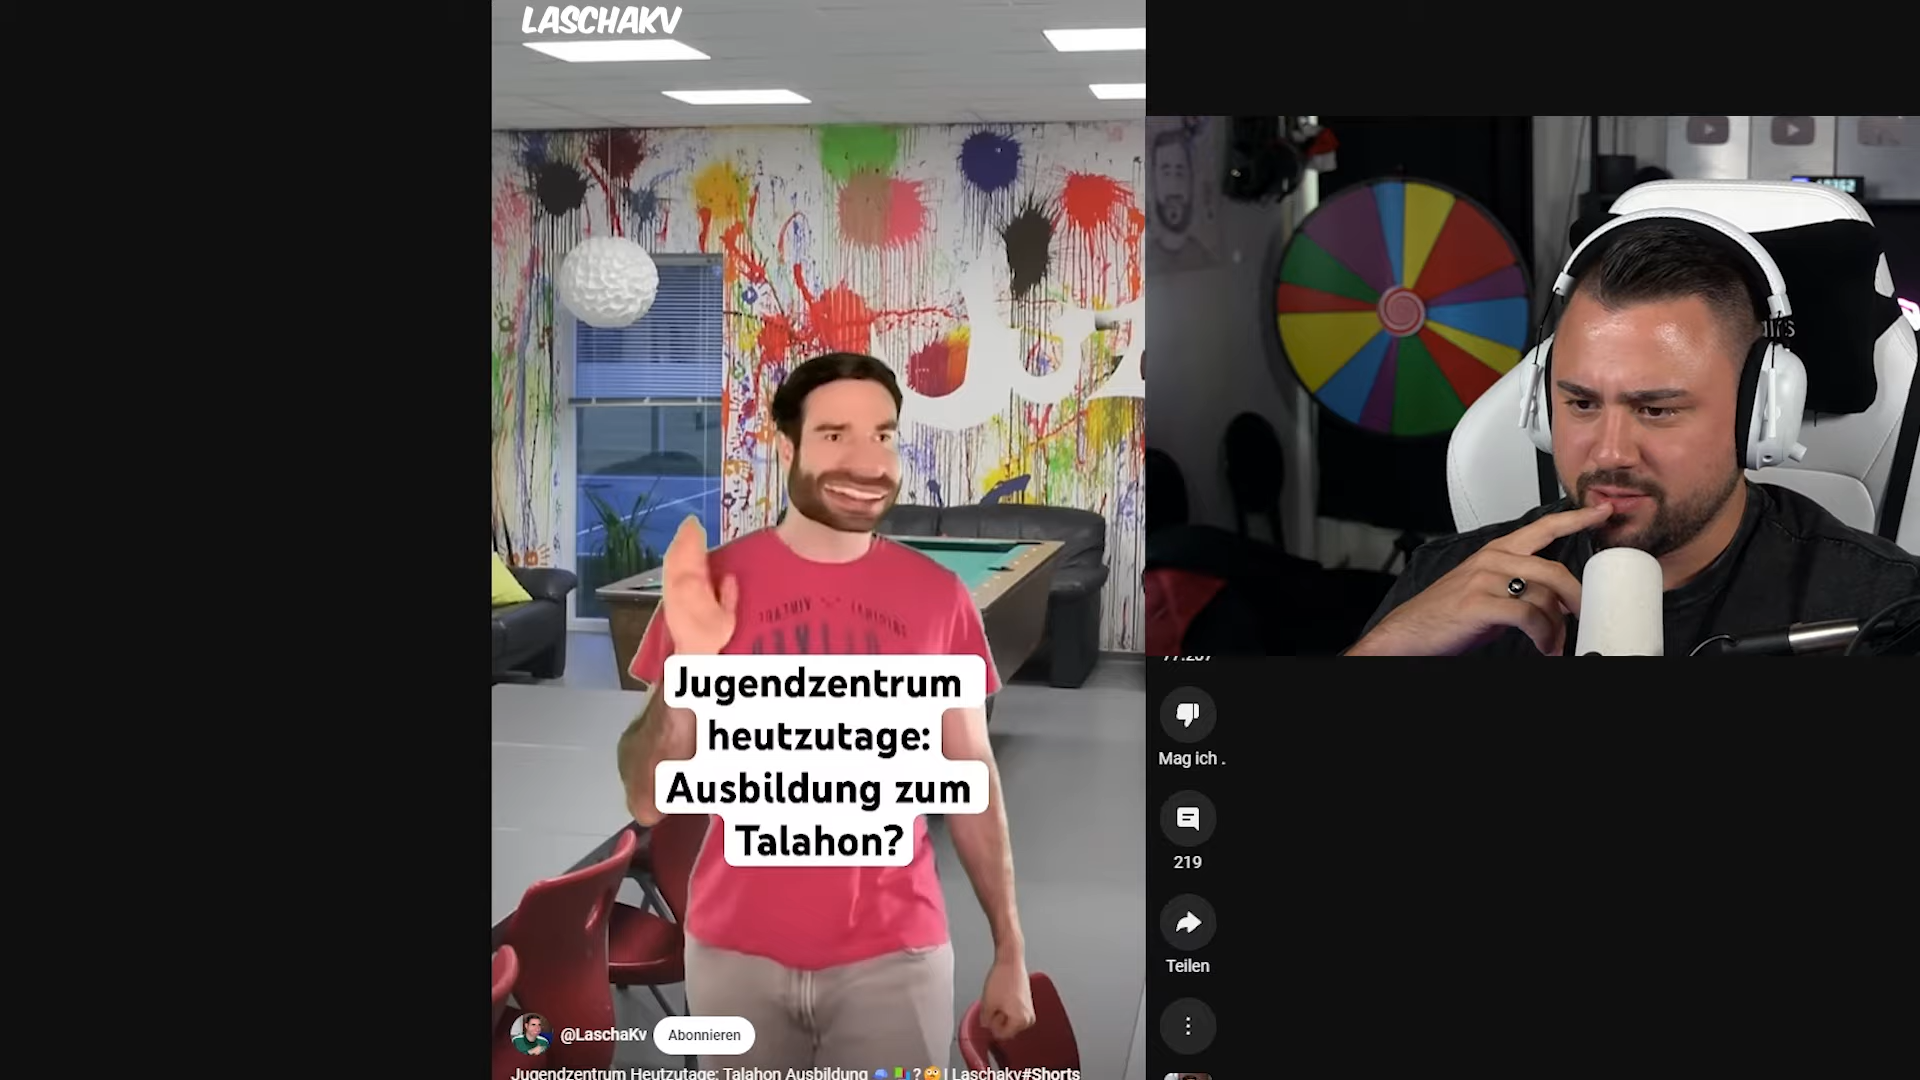 LASCHAKV
Jugendzentrum
heutzutage:
Ausbildung zum
Talahon?
Mag ich .
219
Teilen
@LaschaKv
Abonnieren
Jugendzentrum Heutzutage: Talahon Ausbildung ? | Laschakv#Shorts